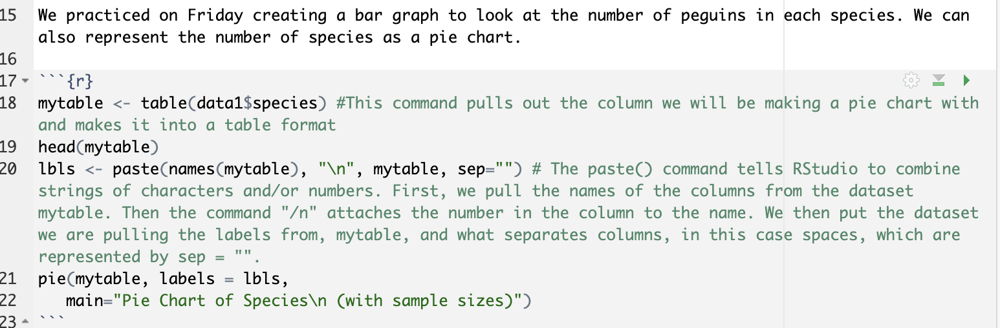 15 We practiced on Friday creating a bar graph to look at the number of peguins in each species. We can
also represent the number of species as a pie chart.
16
17 ```{r}
18 mytable <- table(data1$species) #This command pulls out the column we will be making a pie chart with
and makes it into a table format
19 head(mytable)
20 lbls <- paste(names(mytable), "\n", mytable, sep="") # The paste() command tells RStudio to combine
strings of characters and/or numbers. First, we pull the names of the columns from the dataset
mytable. Then the command "/n" attaches the number in the column to the name. We then put the dataset
we are pulling the labels from, mytable, and what separates columns, in this case spaces, which are
represented by sep = "".
21 pie(mytable, labels = lbls,
22    main="Pie Chart of Species\n (with sample sizes)")
23 ```